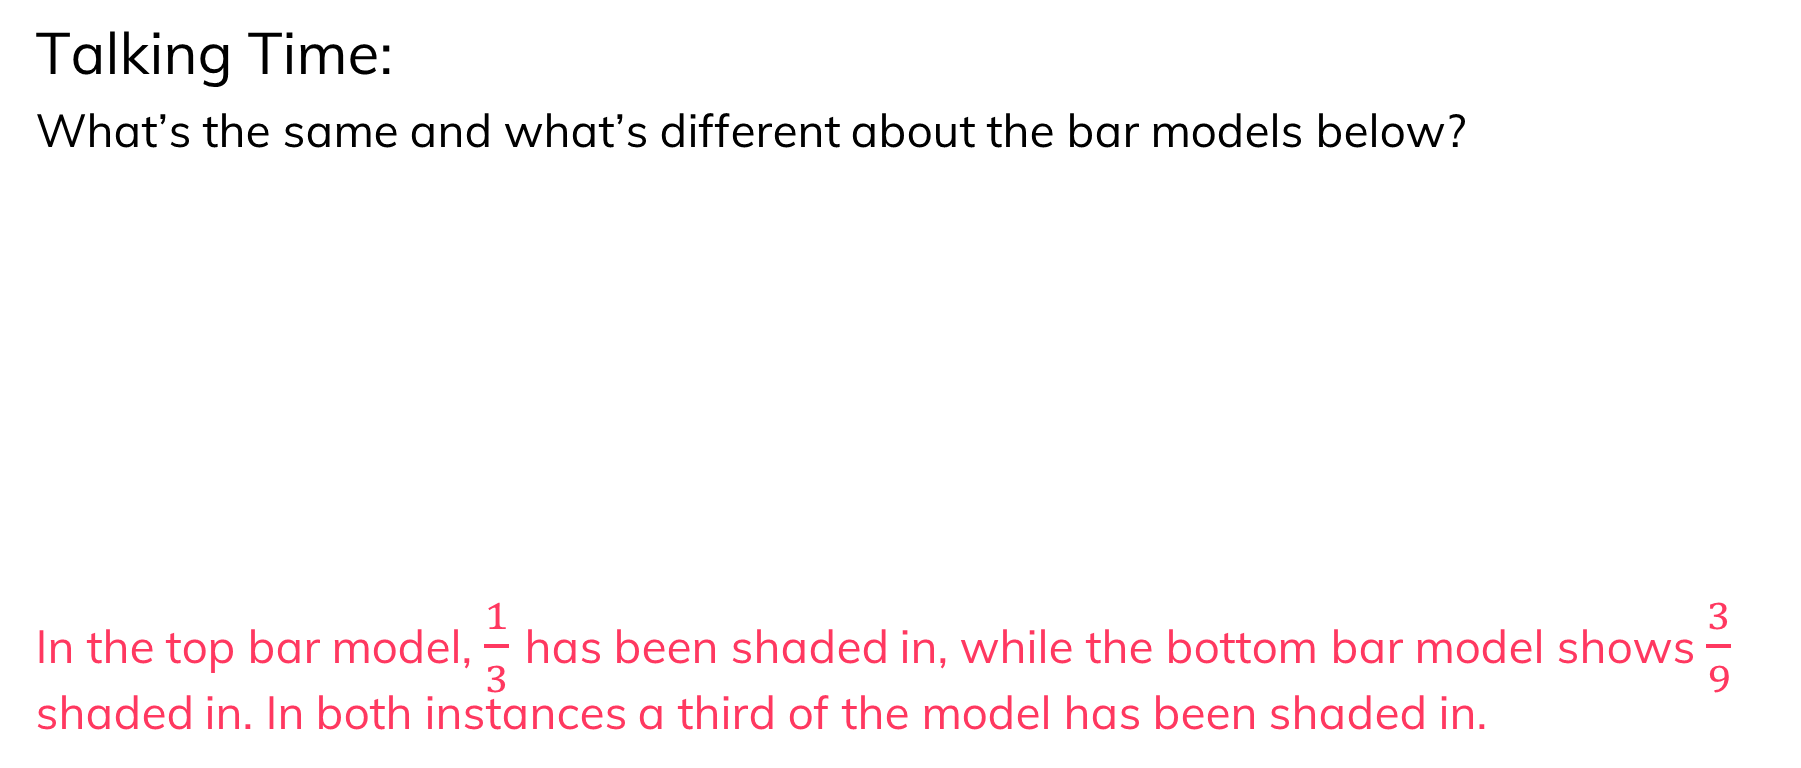 Talking Time:
What’s the same and what’s different about the bar models below?
In the top bar model, 1/3 has been shaded in, while the bottom bar model shows 3/9
shaded in. In both instances a third of the model has been shaded in.